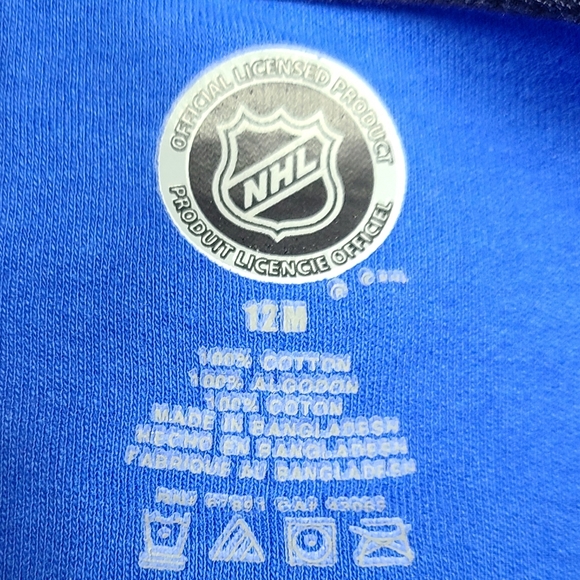 OFFICIAL LICENSED PRODUCT
NHL
PRODUIT LICENCIE OFFICIEL
12M
100% COTTON
100% ALGODON
100% COTON
MADE IN BANGLADESH
HECHO EN BANGLADESH
FABRIQUE AU BANGLADESH